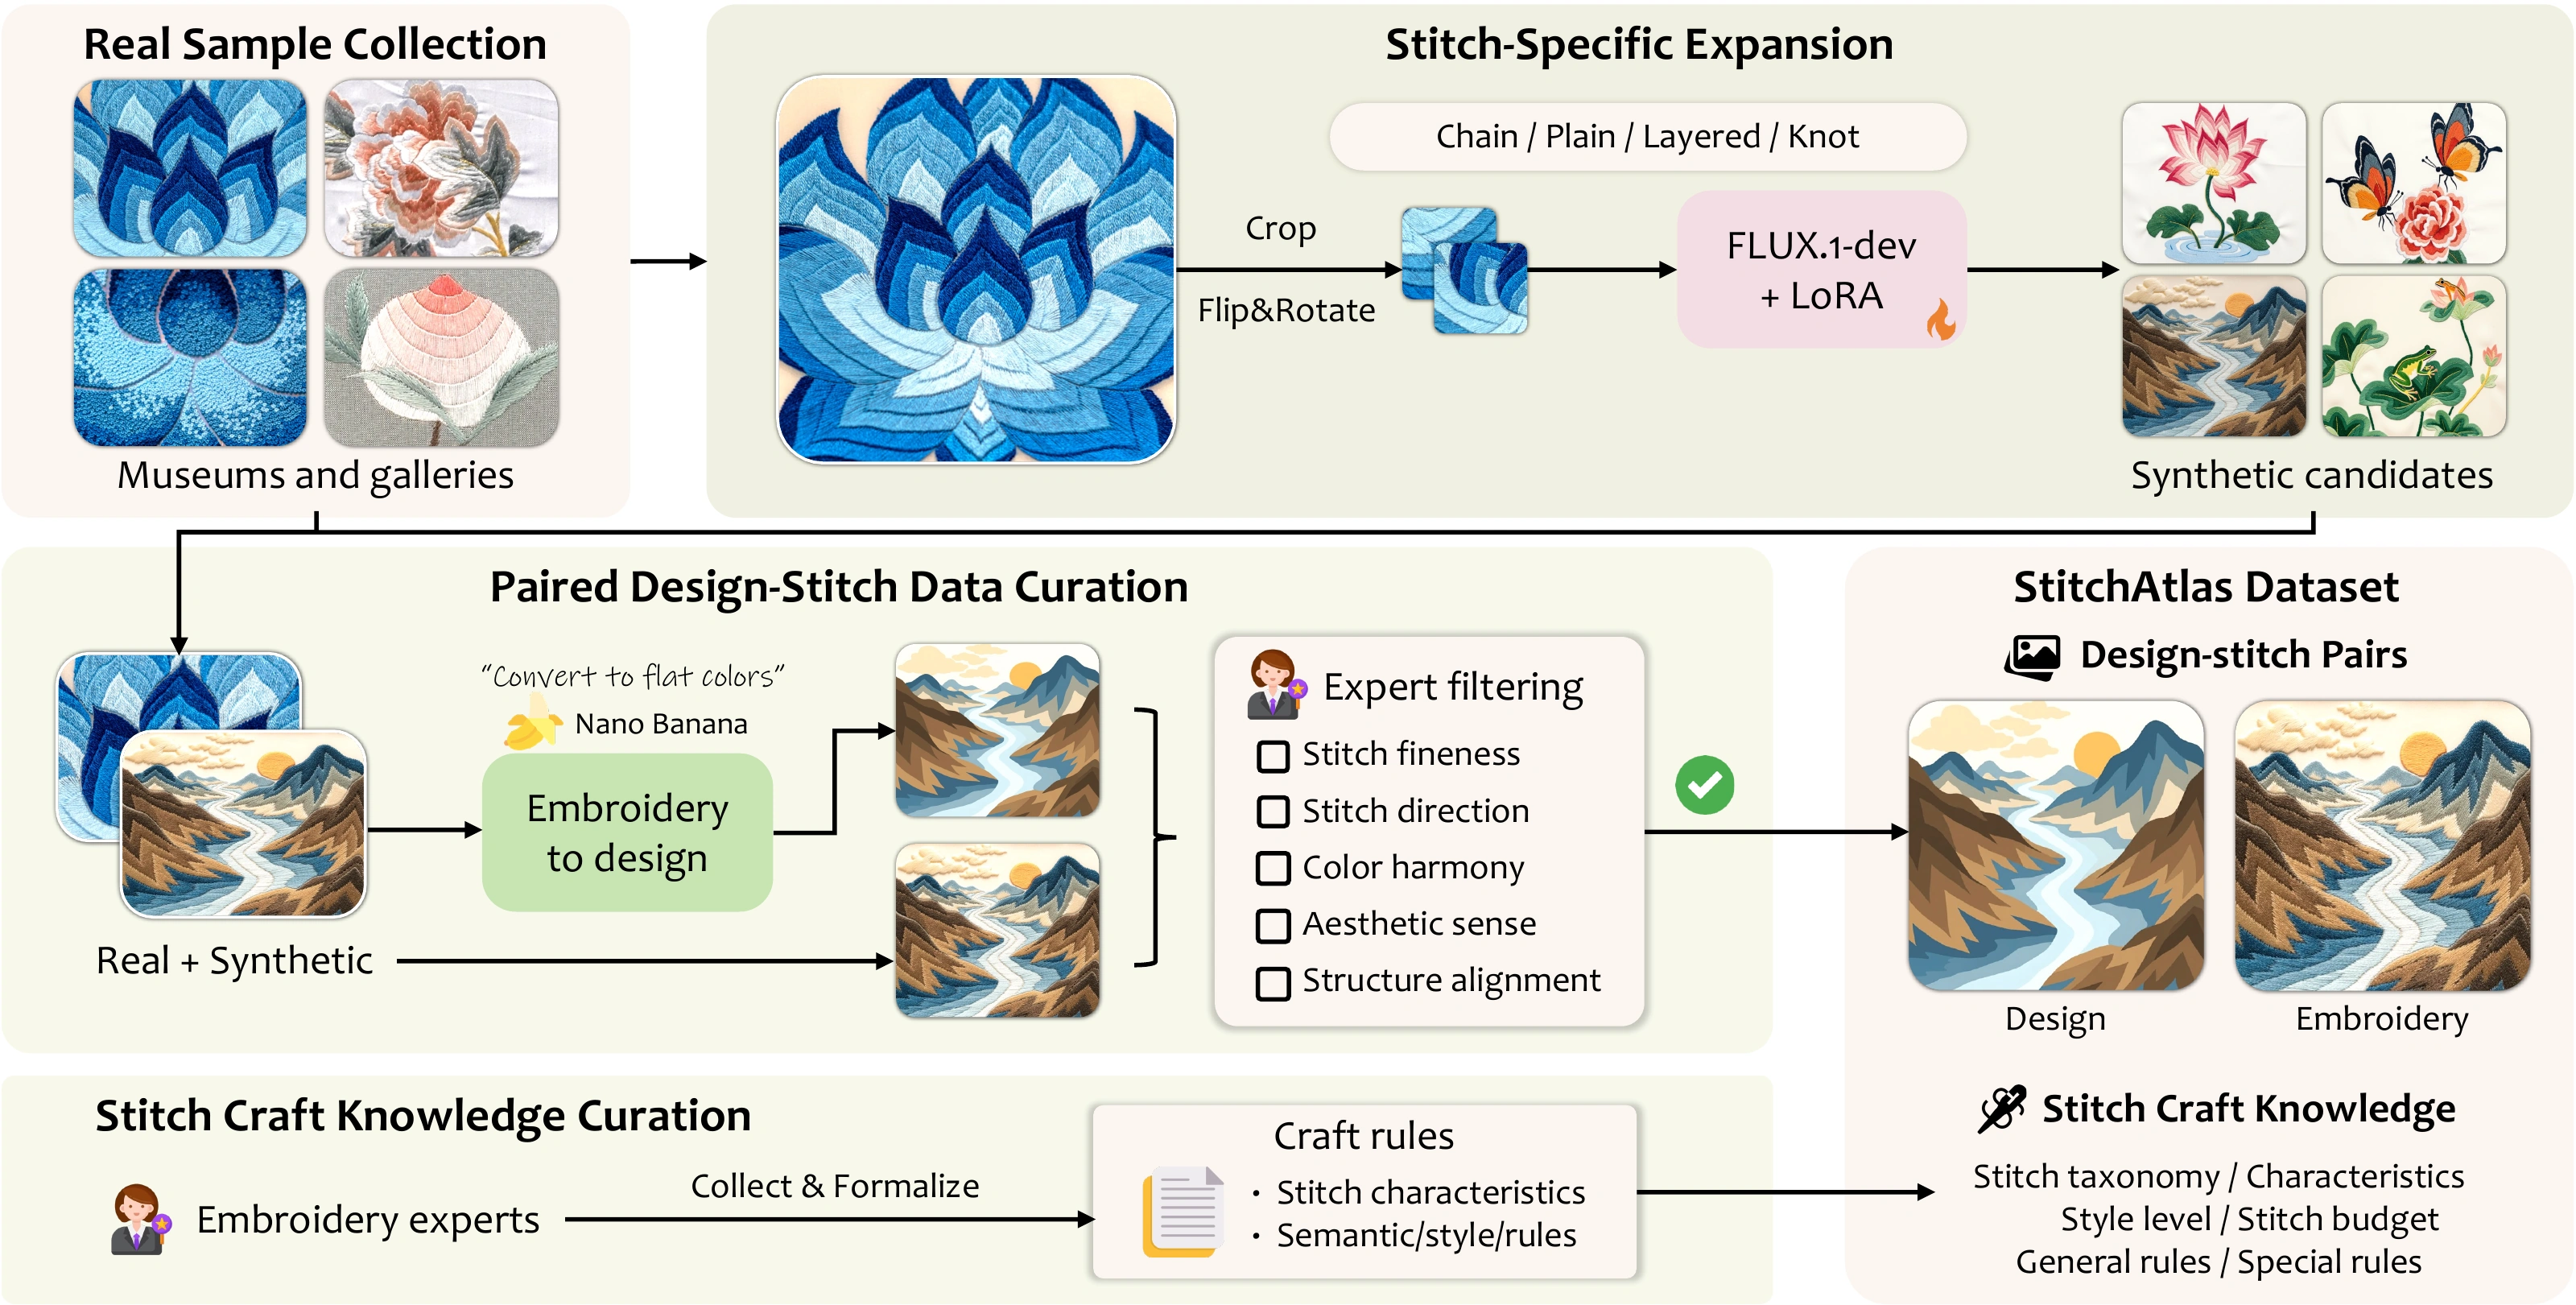 Real Sample Collection
Museums and galleries
Stitch-Specific Expansion
Chain / Plain / Layered / Knot
Crop
Flip&Rotate
FLUX.1-dev
+ LoRA
Synthetic candidates
Paired Design-Stitch Data Curation
“Convert to flat colors”
Nano Banana
Embroidery
to design
Real + Synthetic
Expert filtering
Stitch fineness
Stitch direction
Color harmony
Aesthetic sense
Structure alignment
StitchAtlas Dataset
Design-stitch Pairs
Design
Embroidery
Stitch Craft Knowledge
Stitch taxonomy / Characteristics
Style level / Stitch budget
General rules / Special rules
Stitch Craft Knowledge Curation
Embroidery experts
Collect & Formalize
Craft rules
· Stitch characteristics
· Semantic/style/rules